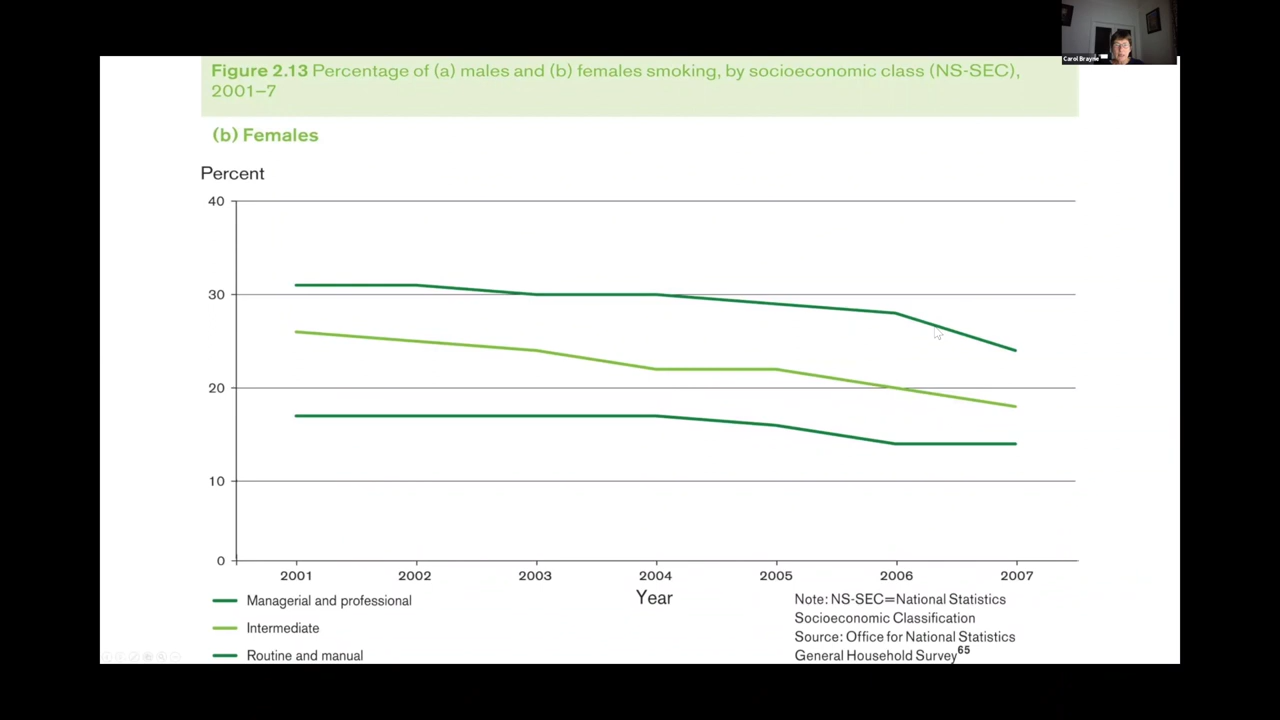 Carol Brayne
Figure 2.13 Percentage of (a) males and (b) females smoking, by socioeconomic class (NS-SEC),
2001–7
(b) Females
Percent
40
30
20
10
0
2001 2002 2003 2004 2005 2006 2007
Year
Managerial and professional
Intermediate
Routine and manual
Note: NS-SEC=National Statistics
Socioeconomic Classification
Source: Office for National Statistics
General Household Survey65